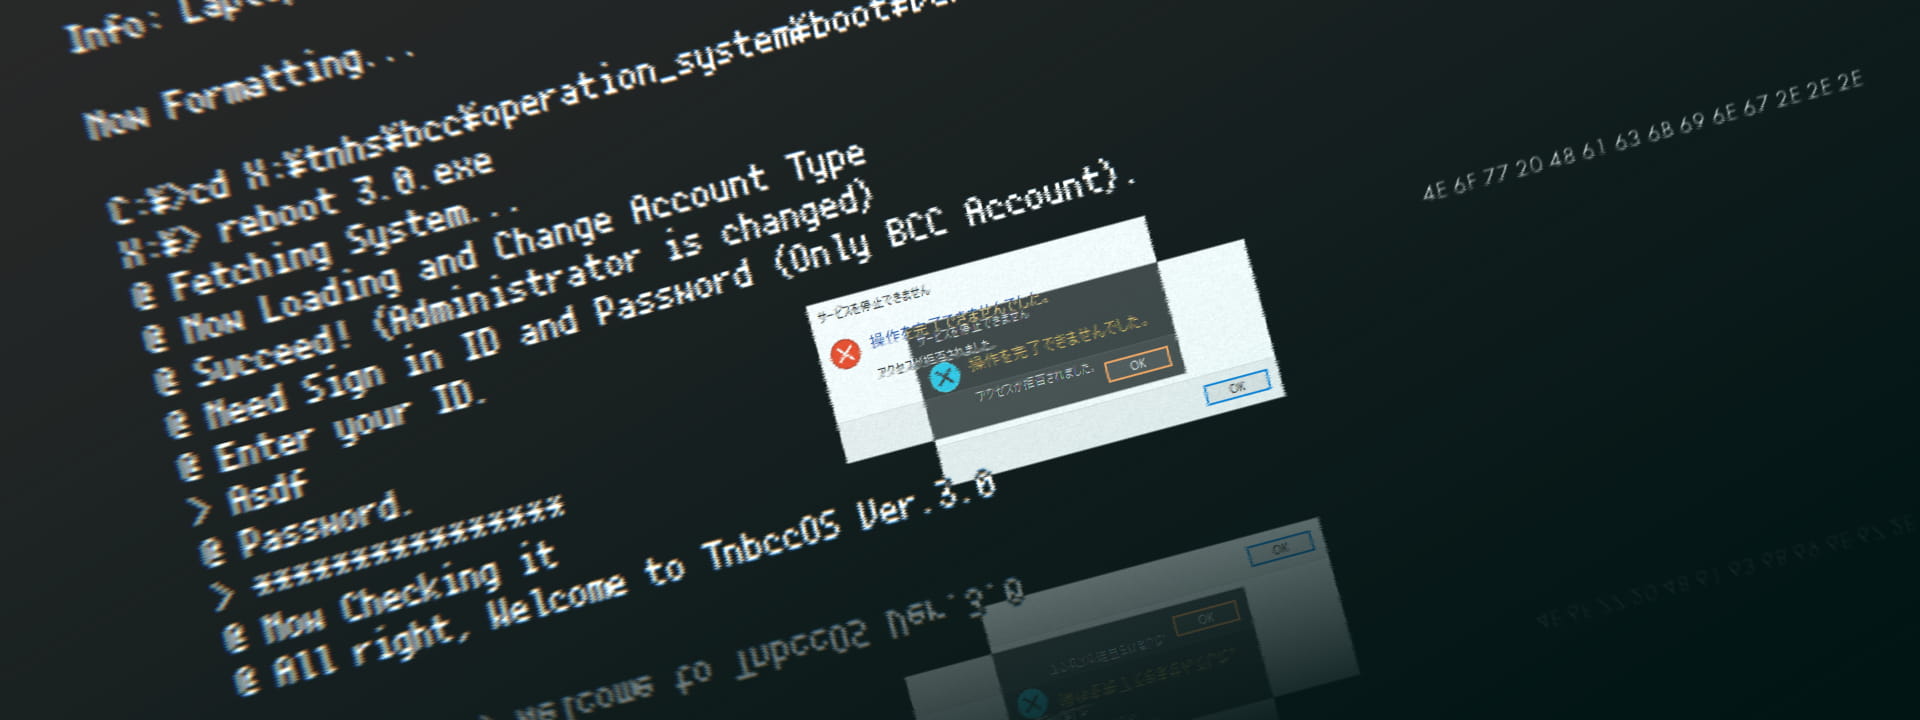 Info:
Now Formatting...
C:¥>cd X:¥tnhs¥bcc¥operation_system¥boot¥
X:¥> reboot 3.0.exe
@ Fetching System...
@ Now Loading and Change Account Type
@ Succeed! (Administrator is changed)
@ Need Sign in ID and Password (Only BCC Account).
@ Enter your ID.
> Asdf
@ Password.
> ****************
@ Now Checking it
@ All right, Welcome to TnbccOS Ver.3.0
サービスを停止できません
操作を完了できませんでした。
アクセスが拒否されました。
サービスを停止できません
操作を完了できませんでした。
アクセスが拒否されました。
OK
OK
4E 6F 77 20 48 61 63 6B 69 6E 67 2E 2E 2E